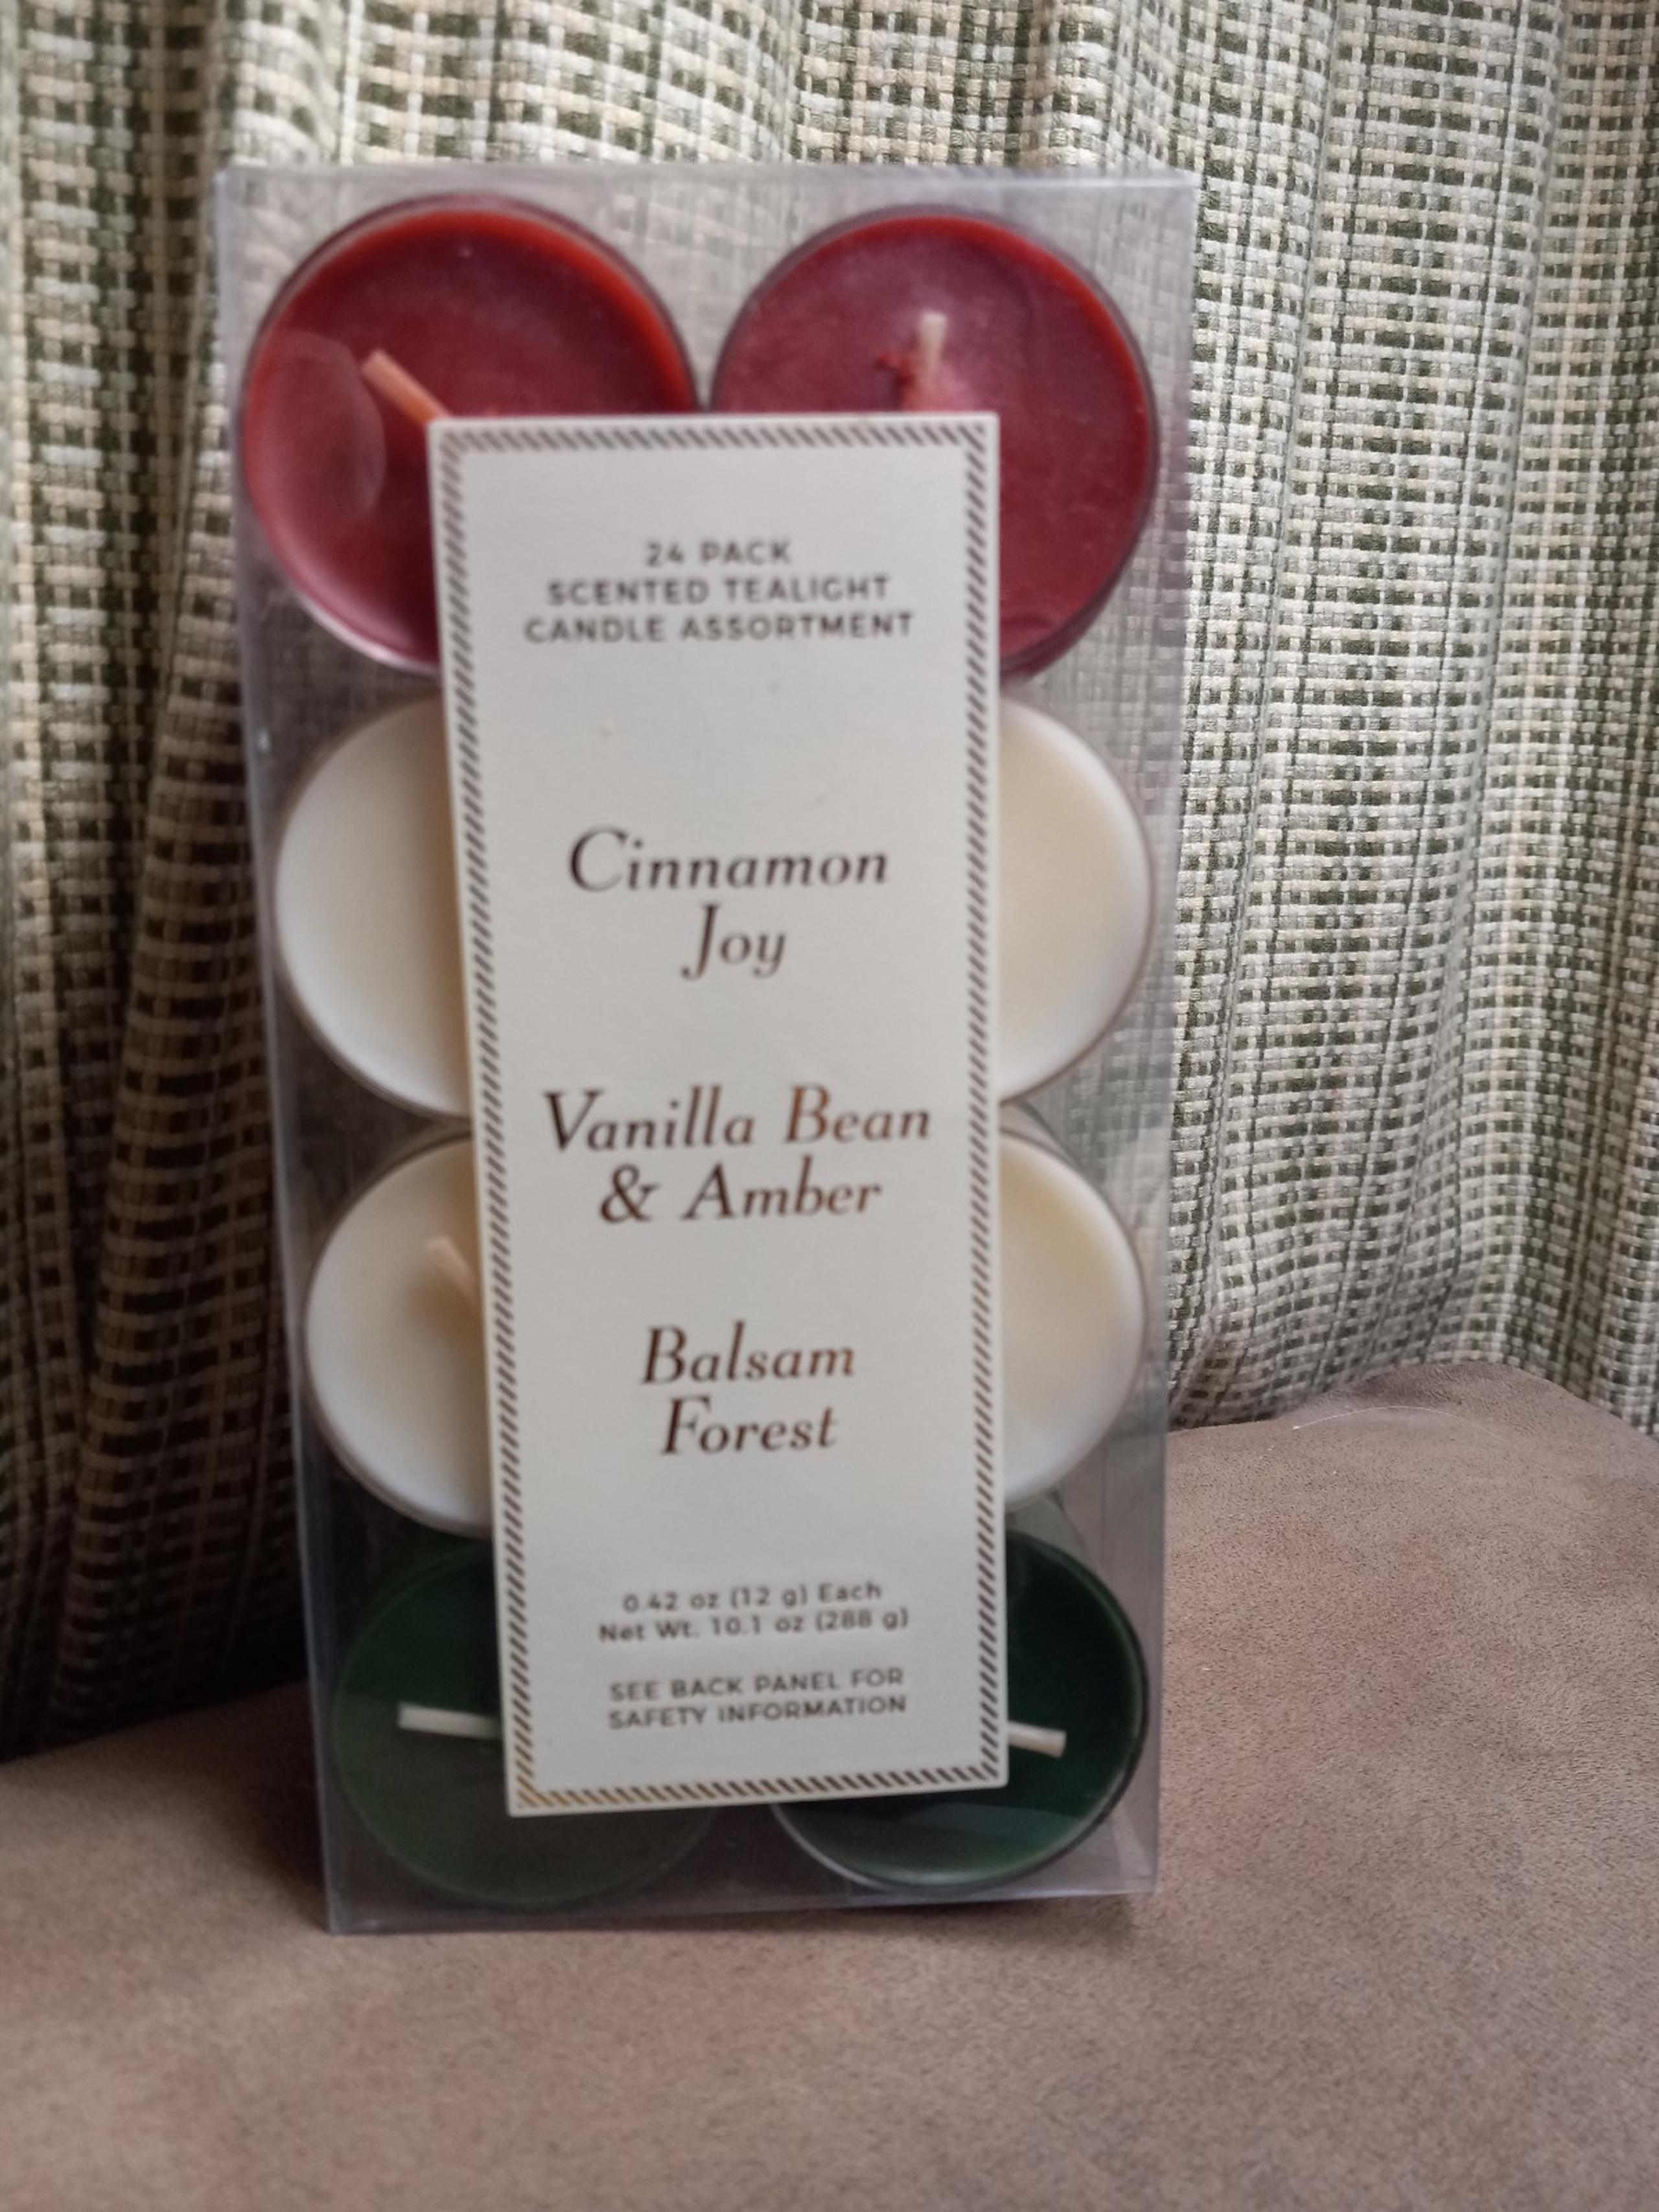 24 PACK
SCENTED TEALIGHT
CANDLE ASSORTMENT
Cinnamon
Joy
Vanilla Bean
& Amber
Balsam
Forest
0.42 oz (12 g) Each
Net Wt. 10.1 oz (288 g)
SEE BACK PANEL FOR
SAFETY INFORMATION